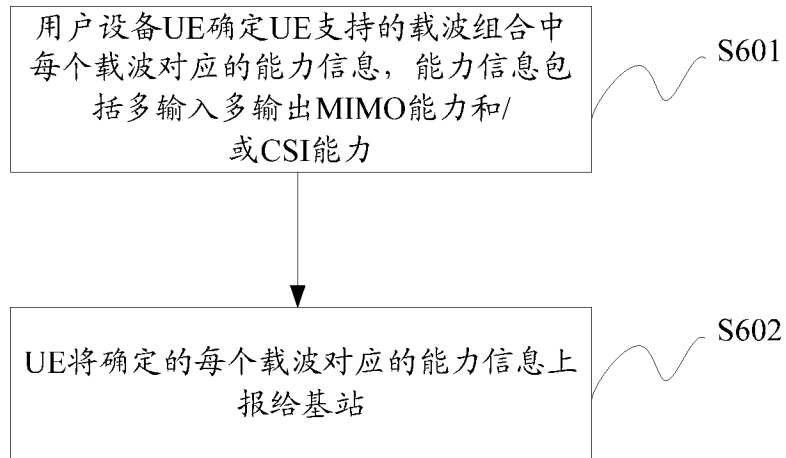 用户设备UE确定UE支持的载波组合中
每个载波对应的能力信息，能力信息包
括多输入多输出MIMO能力和/
或CSI能力
S601
UE将确定的每个载波对应的能力信息上
报给基站
S602